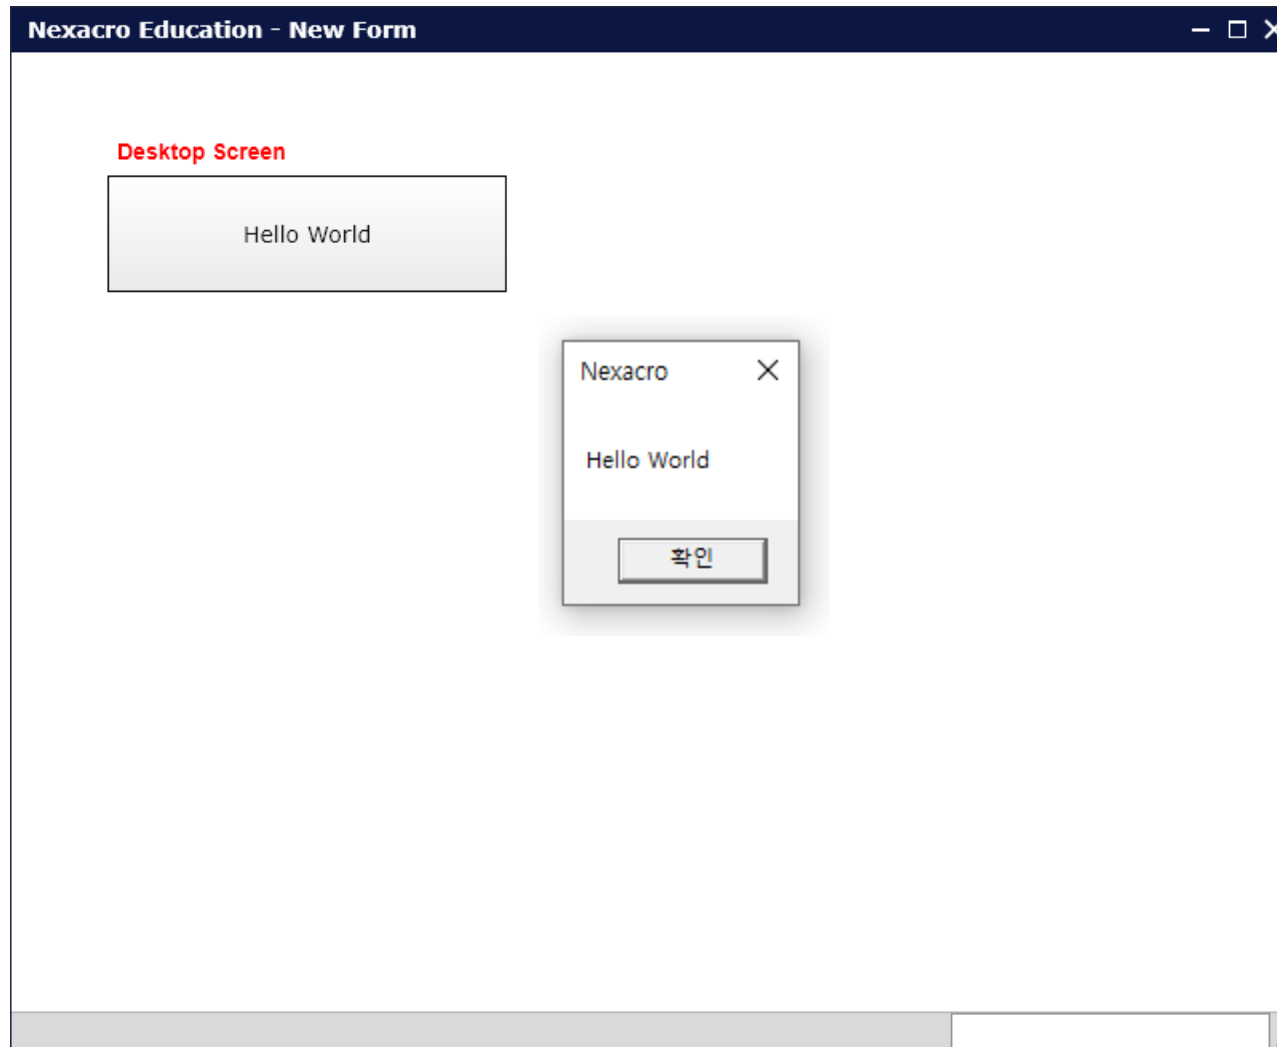 Nexacro Education - New Form
Desktop Screen
Hello World
Nexacro
Hello World
확인